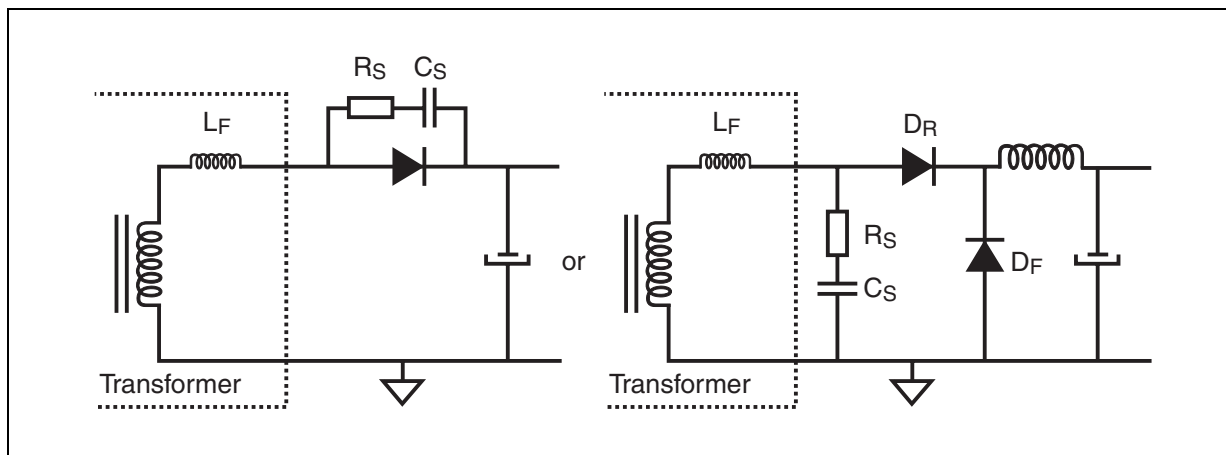 RS
CS
LF
Transformer
or
LF
DR
RS
CS
DF
Transformer